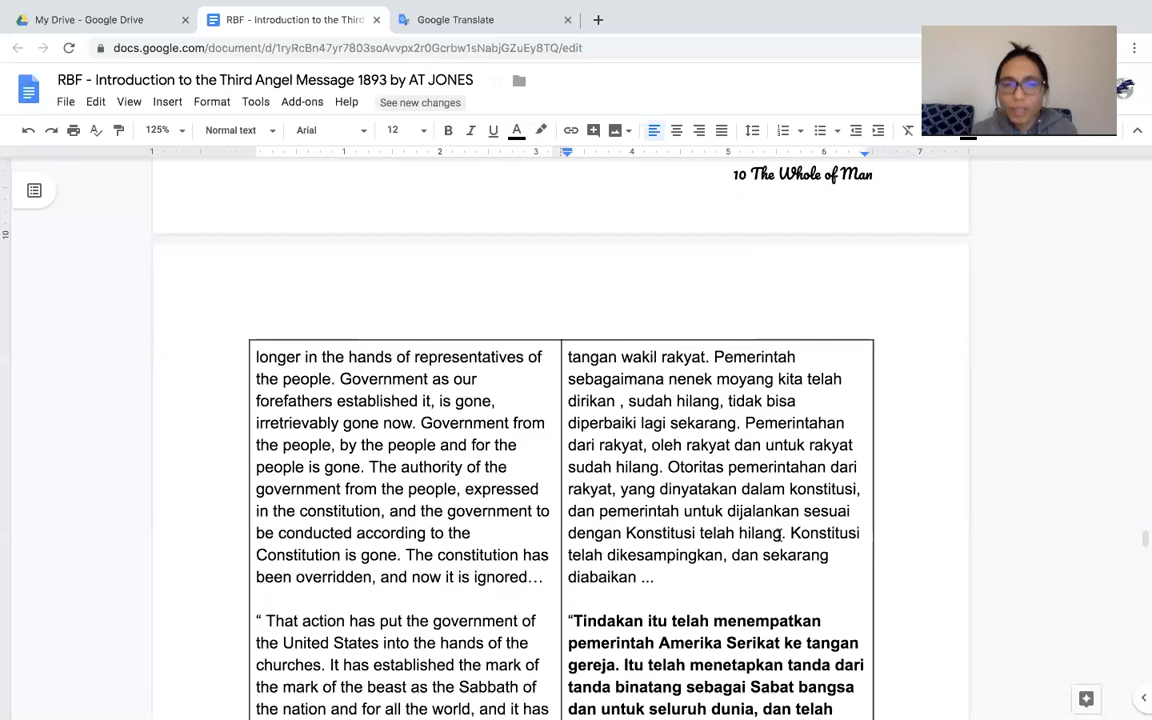 My Drive - Google Drive
RBF - Introduction to the Third
Google Translate
docs.google.com/document/d/1ryRcBn47yr7803soAvvpx2r0Gcrbw1sNabjGZuEy8TQ/edit
RBF - Introduction to the Third Angel Message 1893 by AT JONES
File Edit View Insert Format Tools Add-ons Help See new changes
125% Normal text Arial 12 B I U A
1 1 2 3 4 5 6 7
10
10 The Whole of Man
longer in the hands of representatives of
the people. Government as our
forefathers established it, is gone,
irretrievably gone now. Government from
the people, by the people and for the
people is gone. The authority of the
government from the people, expressed
in the constitution, and the government to
be conducted according to the
Constitution is gone. The constitution has
been overridden, and now it is ignored…
“ That action has put the government of
the United States into the hands of the
churches. It has established the mark of
the mark of the beast as the Sabbath of
the nation and for all the world, and it has
tangan wakil rakyat. Pemerintah
sebagaimana nenek moyang kita telah
dirikan , sudah hilang, tidak bisa
diperbaiki lagi sekarang. Pemerintahan
dari rakyat, oleh rakyat dan untuk rakyat
sudah hilang. Otoritas pemerintahan dari
rakyat, yang dinyatakan dalam konstitusi,
dan pemerintah untuk dijalankan sesuai
dengan Konstitusi telah hilang. Konstitusi
telah dikesampingkan, dan sekarang
diabaikan ...
“Tindakan itu telah menempatkan
pemerintah Amerika Serikat ke tangan
gereja. Itu telah menetapkan tanda dari
tanda binatang sebagai Sabat bangsa
dan untuk seluruh dunia, dan telah